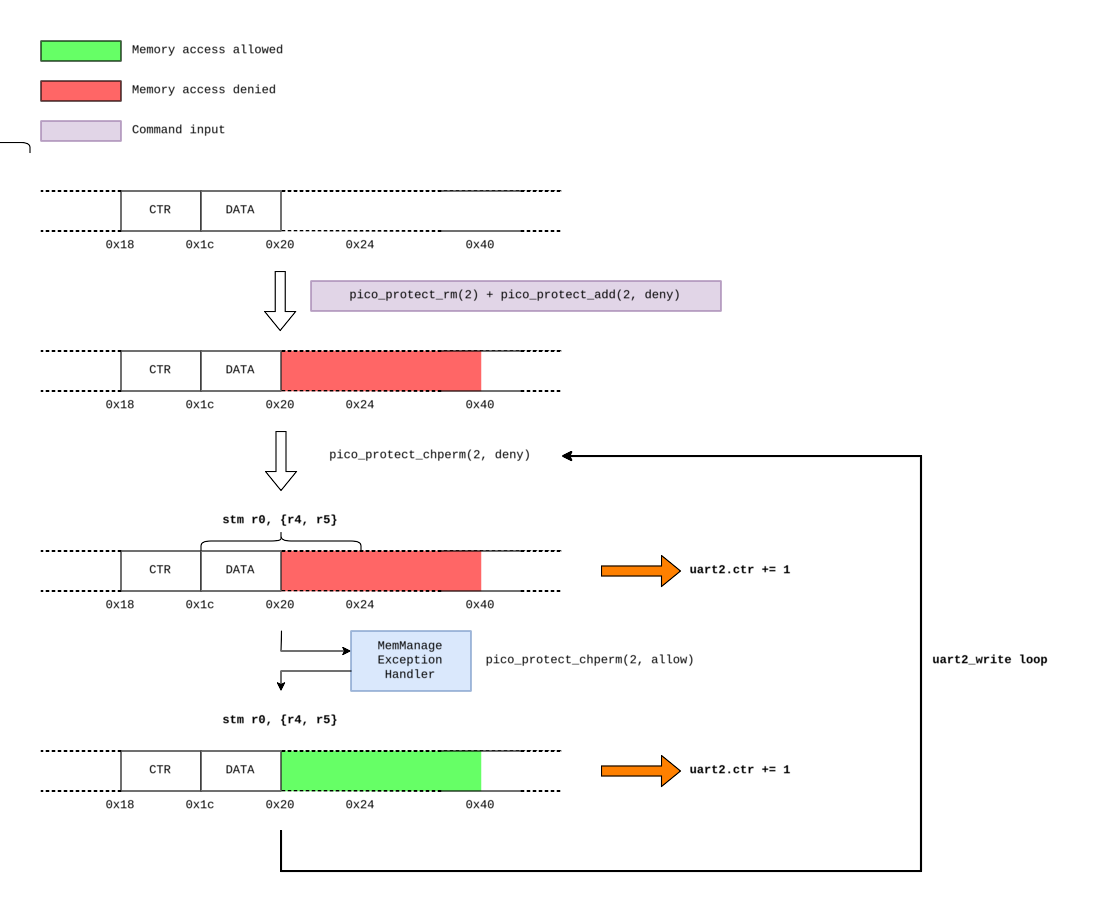 Memory access allowed
Memory access denied
Command input
CTR DATA
0x18 0x1c 0x20 0x24 0x40
pico_protect_rm(2) + pico_protect_add(2, deny)
CTR DATA
0x18 0x1c 0x20 0x24 0x40
pico_protect_chperm(2, deny)
stm r0, {r4, r5}
CTR DATA
uart2.ctr += 1
0x18 0x1c 0x20 0x24 0x40
MemManage
Exception
Handler
pico_protect_chperm(2, allow)
uart2_write loop
stm r0, {r4, r5}
CTR DATA
uart2.ctr += 1
0x18 0x1c 0x20 0x24 0x40